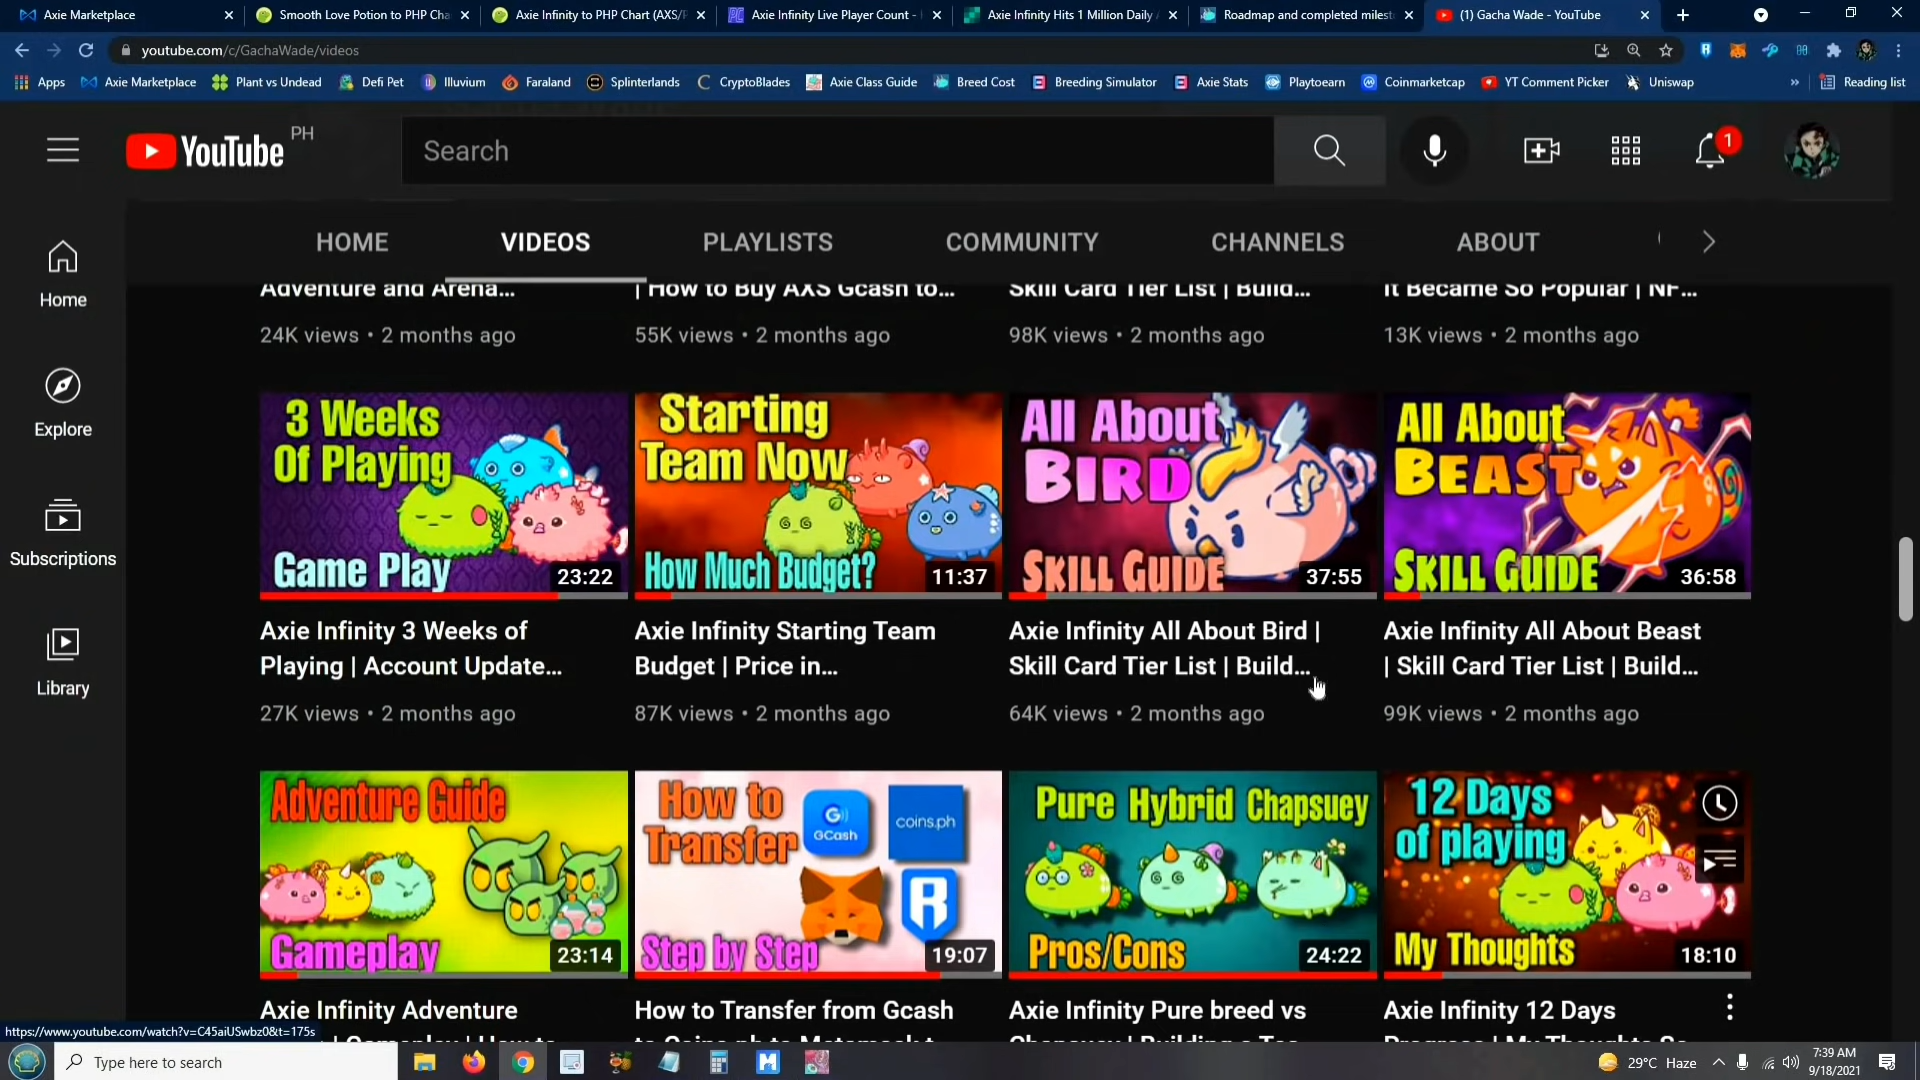 Axie Marketplace
Smooth Love Potion to PHP Cha
Axie Infinity to PHP Chart (AXS/P
Axie Infinity Live Player Count -
Axie Infinity Hits 1 Million Daily
Roadmap and completed milest
(1) Gacha Wade - YouTube
youtube.com/c/GachaWade/videos
Apps
Axie Marketplace
Plant vs Undead
Defi Pet
Illuvium
Faraland
Splinterlands
CryptoBlades
Axie Class Guide
Breed Cost
Breeding Simulator
Axie Stats
Playtoearn
Coinmarketcap
YT Comment Picker
Uniswap
»
Reading list
YouTube PH
Search
1
HOME
VIDEOS
PLAYLISTS
COMMUNITY
CHANNELS
ABOUT
Home
Explore
Subscriptions
Library
Adventure and Arena...
24K views • 2 months ago
| How to Buy AXS Gcash to...
55K views • 2 months ago
Skill Card Tier List | Build...
98K views • 2 months ago
It Became So Popular | NF...
13K views • 2 months ago
3 Weeks
Of Playing
Game Play
23:22
Axie Infinity 3 Weeks of
Playing | Account Update...
27K views • 2 months ago
Starting
Team Now
How Much Budget?
11:37
Axie Infinity Starting Team
Budget | Price in...
87K views • 2 months ago
All About
BIRD
SKILL GUIDE
37:55
Axie Infinity All About Bird |
Skill Card Tier List | Build...
64K views • 2 months ago
All About
BEAST
SKILL GUIDE
36:58
Axie Infinity All About Beast
| Skill Card Tier List | Build...
99K views • 2 months ago
Adventure Guide
Gameplay
23:14
Axie Infinity Adventure
How to
Transfer
G))
GCash
coins.ph
Step by Step
19:07
How to Transfer from Gcash
to Coins.ph to Metamask t
Pure Hybrid Chapsuey
Pros/Cons
24:22
Axie Infinity Pure breed vs
12 Days
of playing
My Thoughts
18:10
Axie Infinity 12 Days
Progress | My Thoughts So
https://www.youtube.com/watch?v=C45aiUSwbz0&t=175s
Type here to search
29°C Haze
7:39 AM
9/18/2021